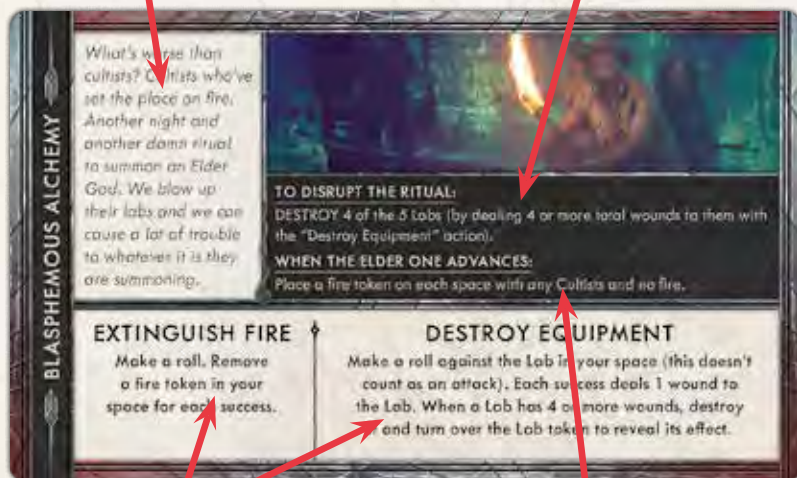 BLASPHEMOUS ALCHEMY
What's worse than
cultists? Cultists who've
set the place on fire.
Another night and
another damn ritual
to summon an Elder
God. We blow up
their labs and we can
cause a lot of trouble
to whatever it is they
are summoning.
TO DISRUPT THE RITUAL:
DESTROY 4 of the 5 Labs (by dealing 4 or more total wounds to them with
the "Destroy Equipment" action).
WHEN THE ELDER ONE ADVANCES:
Place a fire token on each space with any Cultists and no fire.
EXTINGUISH FIRE
Make a roll. Remove
a fire token in your
space for each success.
DESTROY EQUIPMENT
Make a roll against the Lab in your space (this doesn't
count as an attack). Each success deals 1 wound to
the Lab. When a Lab has 4 or more wounds, destroy
and turn over the Lab token to reveal its effect.